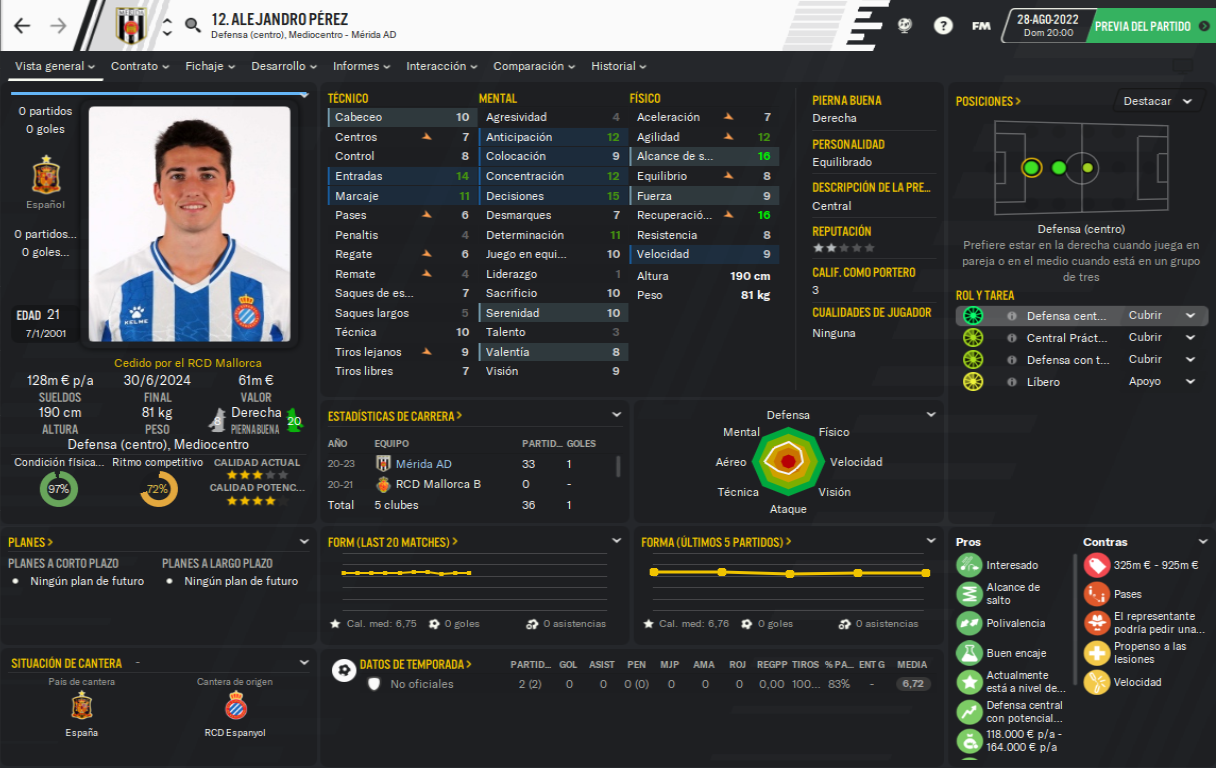 12. ALEJANDRO PÉREZ
Defensa (centro), Mediocentro - Mérida AD
?
FM
28-AGO-2022
Dom 20:00
PREVIA DEL PARTIDO
Vista general
Contrato
Fichaje
Desarrollo
Informes
Interacción
Comparación
Historial
0 partidos
0 goles
Español
0 partidos...
0 goles...
EDAD 21
7/1/2001
KELME
Cedido por el RCD Mallorca
128m € p/a
SUELDOS
30/6/2024
FINAL
61m €
VALOR
190 cm
ALTURA
81 kg
PESO
8
Derecha
PIERNA BUENA
20
Defensa (centro), Mediocentro
Condición física...
97%
Ritmo competitivo
72%
CALIDAD ACTUAL
CALIDAD POTENC...
TÉCNICO
Cabeceo 10
Centros 7
Control 8
Entradas 14
Marcaje 11
Pases 6
Penaltis 4
Regate 6
Remate 4
Saques de es... 7
Saques largos 5
Técnica 10
Tiros lejanos 9
Tiros libres 7
MENTAL
Agresividad 4
Anticipación 12
Colocación 9
Concentración 12
Decisiones 15
Desmarques 7
Determinación 11
Juego en equi... 10
Liderazgo 1
Sacrificio 10
Serenidad 10
Talento 3
Valentía 8
Visión 9
FÍSICO
Aceleración 7
Agilidad 12
Alcance de s... 16
Equilibrio 8
Fuerza 9
Recuperació... 16
Resistencia 8
Velocidad 9
Altura 190 cm
Peso 81 kg
PIERNA BUENA
Derecha
PERSONALIDAD
Equilibrado
DESCRIPCIÓN DE LA PRE...
Central
REPUTACIÓN
CALIF. COMO PORTERO
3
CUALIDADES DE JUGADOR
Ninguna
POSICIONES >
Destacar
Defensa (centro)
Prefiere estar en la derecha cuando juega en
pareja o en el medio cuando está en un grupo
de tres
ROL Y TAREA
Defensa cent... Cubrir
Central Práct... Cubrir
Defensa con t... Cubrir
Líbero Apoyo
ESTADÍSTICAS DE CARRERA >
AÑO EQUIPO PARTID... GOLES
20-23 Mérida AD 33 1
20-21 RCD Mallorca B 0 -
Total 5 clubes 36 1
Defensa
Mental Físico
Aéreo Velocidad
Técnica Visión
Ataque
PLANES >
PLANES A CORTO PLAZO
Ningún plan de futuro
PLANES A LARGO PLAZO
Ningún plan de futuro
FORM (LAST 20 MATCHES) >
Cal. med: 6,75 0 goles 0 asistencias
FORMA (ÚLTIMOS 5 PARTIDOS) >
Cal. med: 6,76 0 goles 0 asistencias
Pros
Interesado
Alcance de
salto
Polivalencia
Buen encaje
Actualmente
está a nivel de...
Defensa central
con potencial...
118.000 € p/a -
164.000 € p/a
Contras
325m € - 925m €
Pases
El representante
podría pedir una...
Propenso a las
lesiones
Velocidad
SITUACIÓN DE CANTERA -
País de cantera
España
Cantera de origen
RCD Espanyol
DATOS DE TEMPORADA > PARTID... GOL ASIST PEN MJP AMA ROJ REGPP TIROS % PA... ENT G MEDIA
No oficiales 2 (2) 0 0 0 (0) 0 0 0 0,00 100... 83% - 6,72